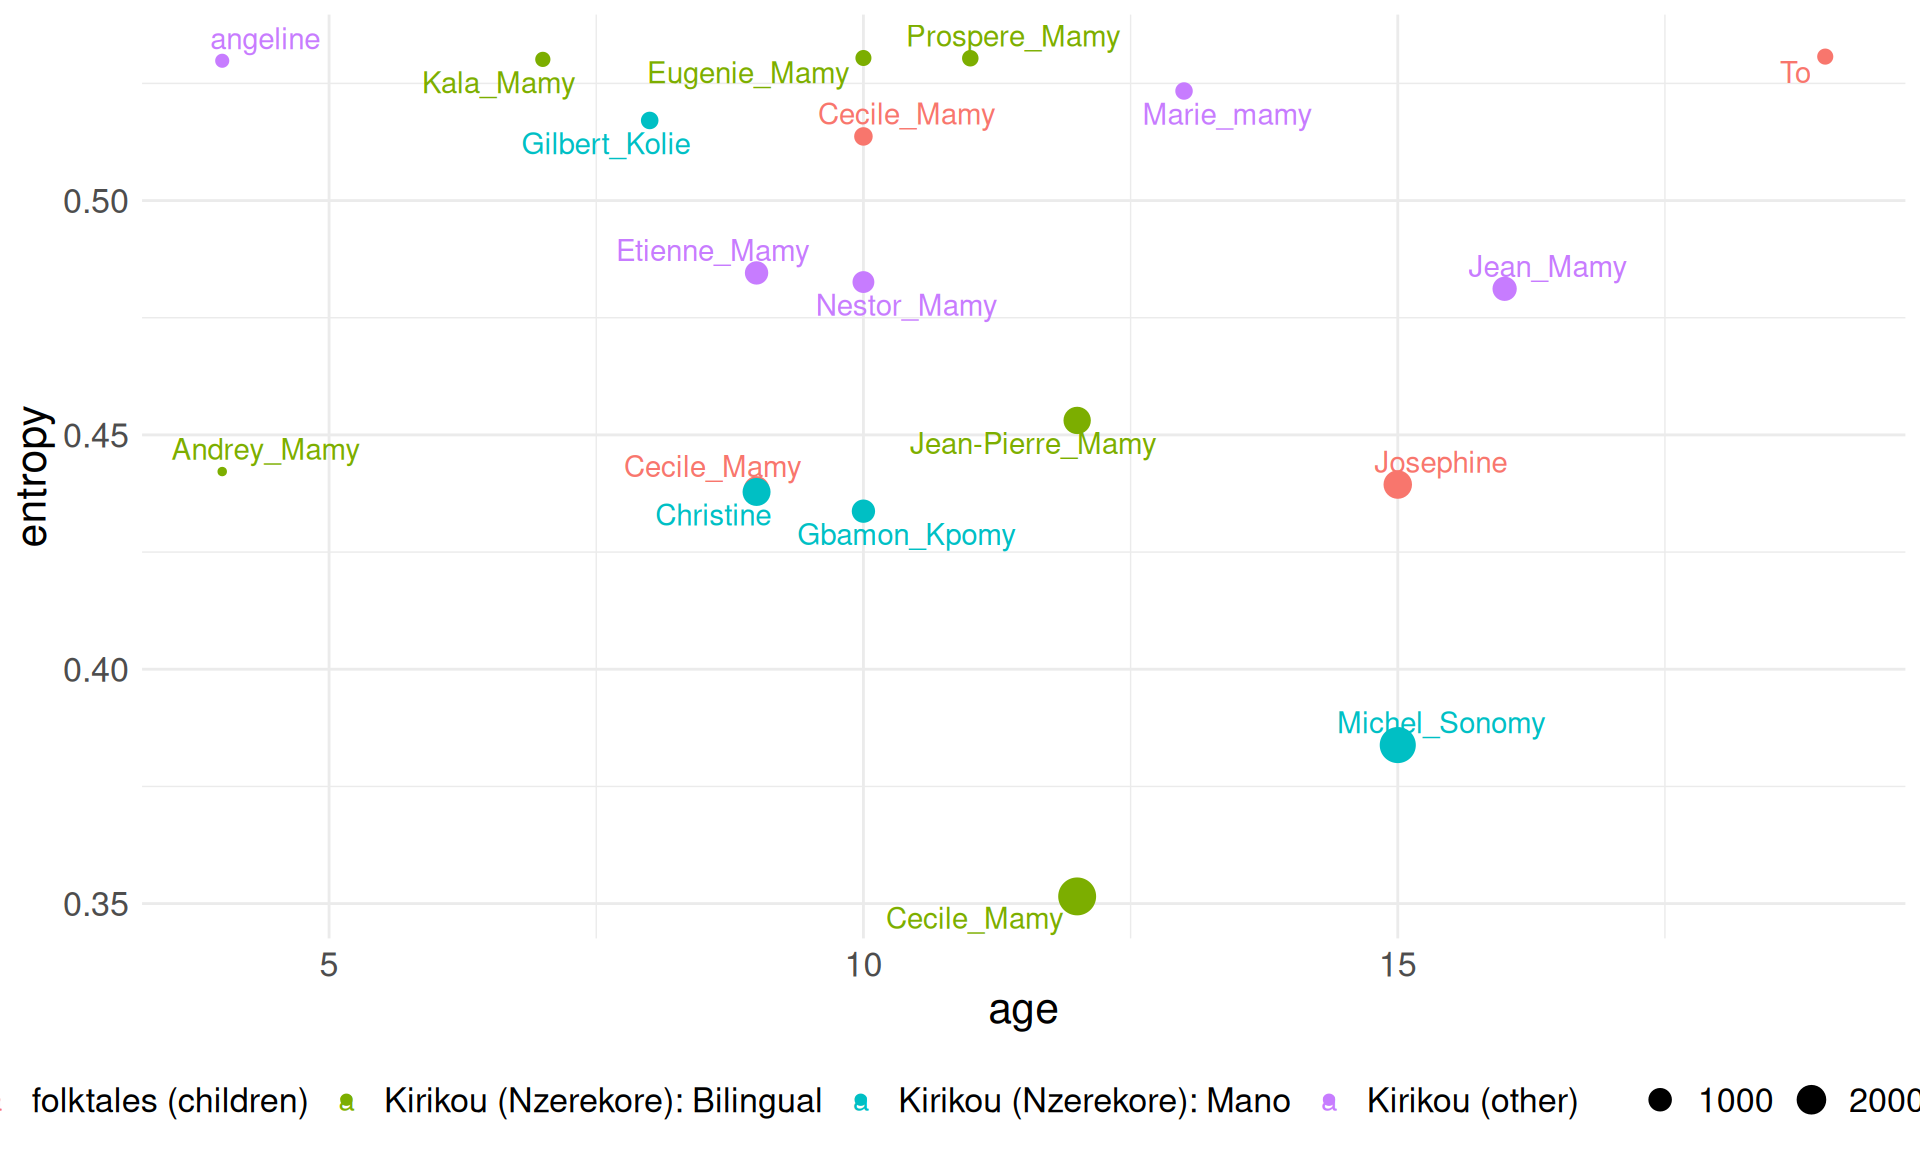 angeline
Prospere_Mamy
Kala_Mamy
Eugenie_Mamy
To
Cecile_Mamy
Marie_mamy
Gilbert_Kolie
0.50
Etienne_Mamy
Jean_Mamy
Nestor_Mamy
entropy
0.45
Andrey_Mamy
Jean-Pierre_Mamy
Cecile_Mamy
Josephine
Christine
Gbamon_Kpomy
0.40
Michel_Sonomy
0.35
Cecile_Mamy
5 10 15
age
folktales (children) a Kirikou (Nzerekore): Bilingual a Kirikou (Nzerekore): Mano a Kirikou (other) 1000 2000